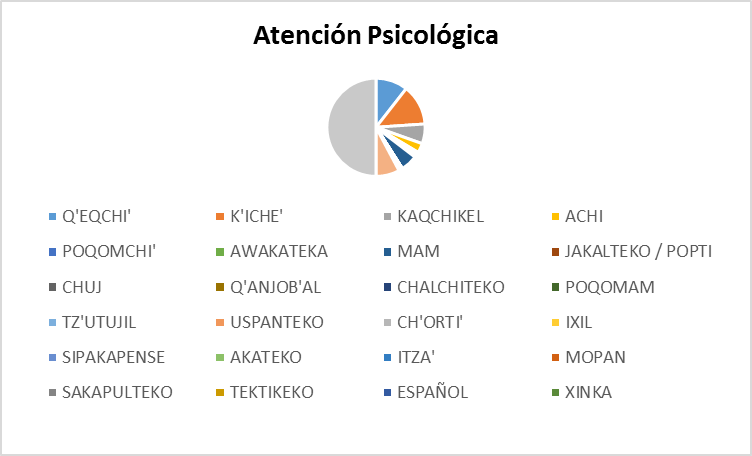 Atención Psicológica
Q'EQCHI' K'ICHE' KAQCHIKEL ACHI
POQOMCHI' AWAKATEKA MAM JAKALTEKO / POPTI
CHUJ Q'ANJOB'AL CHALCHITEKO POQOMAM
TZ'UTUJIL USPANTEKO CH'ORTI' IXIL
SIPAKAPENSE AKATEKO ITZA' MOPAN
SAKAPULTEKO TEKTIKEKO ESPAÑOL XINKA